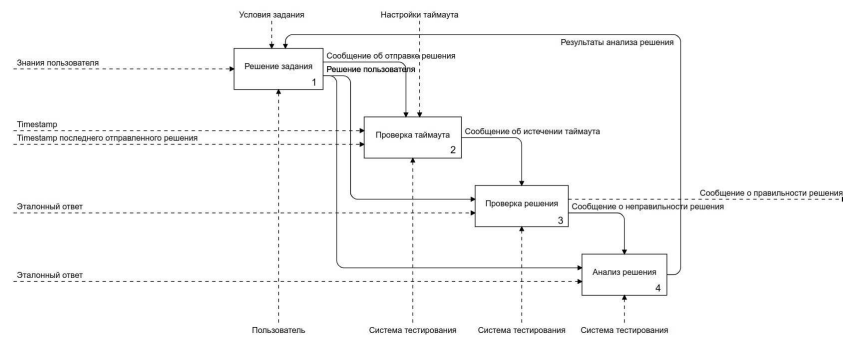 Условия задания
Настройки таймаута
Результаты анализа решения
Сообщение об отправке решения
Знания пользователя
Решение задания
Решение пользователя
1
Timestamp
Проверка таймаута
Сообщение об истечении таймаута
Timestamp последнего отправленного решения
2
Сообщение о правильности решения
Эталонный ответ
Проверка решения
Сообщение о неправильности решения
3
Эталонный ответ
Анализ решения
4
Пользователь
Система тестирования
Система тестирования
Система тестирования